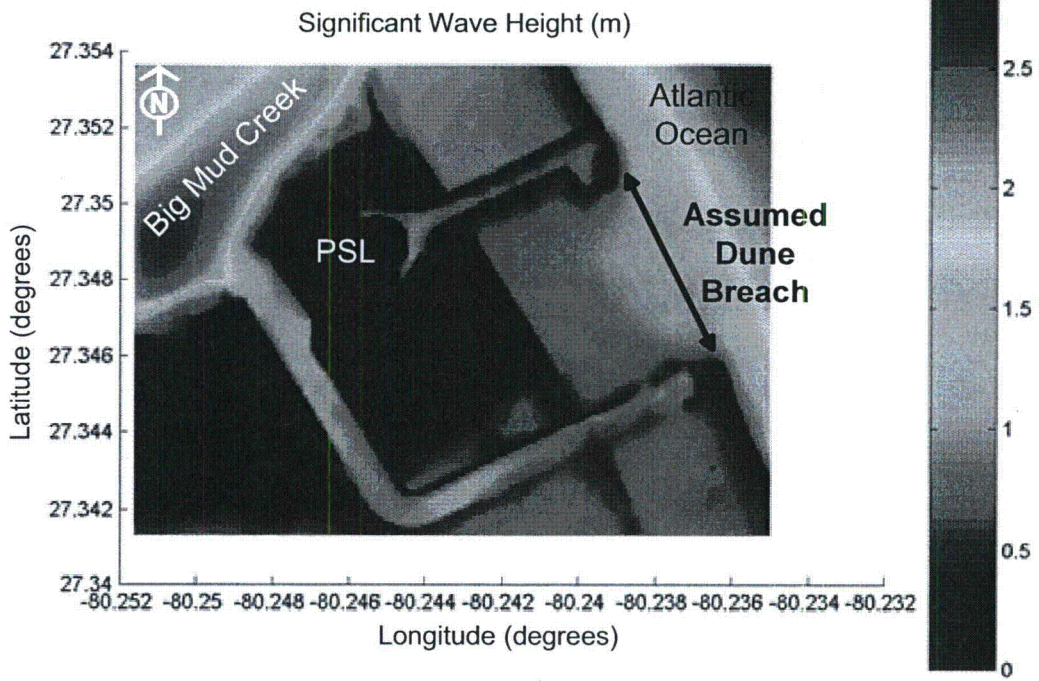 Significant Wave Height (m)
27.354
27.352
27.35
27.348
27.346
27.344
27.342
27.34
Latitude (degrees)
N
Big Mud Creek
PSL
Atlantic
Ocean
Assumed
Dune
Breach
-80.252 -80.25 -80.248 -80.246 -80.244 -80.242 -80.24 -80.238 -80.236 -80.234 -80.232
Longitude (degrees)
2.5
2
1.5
1
0.5
0